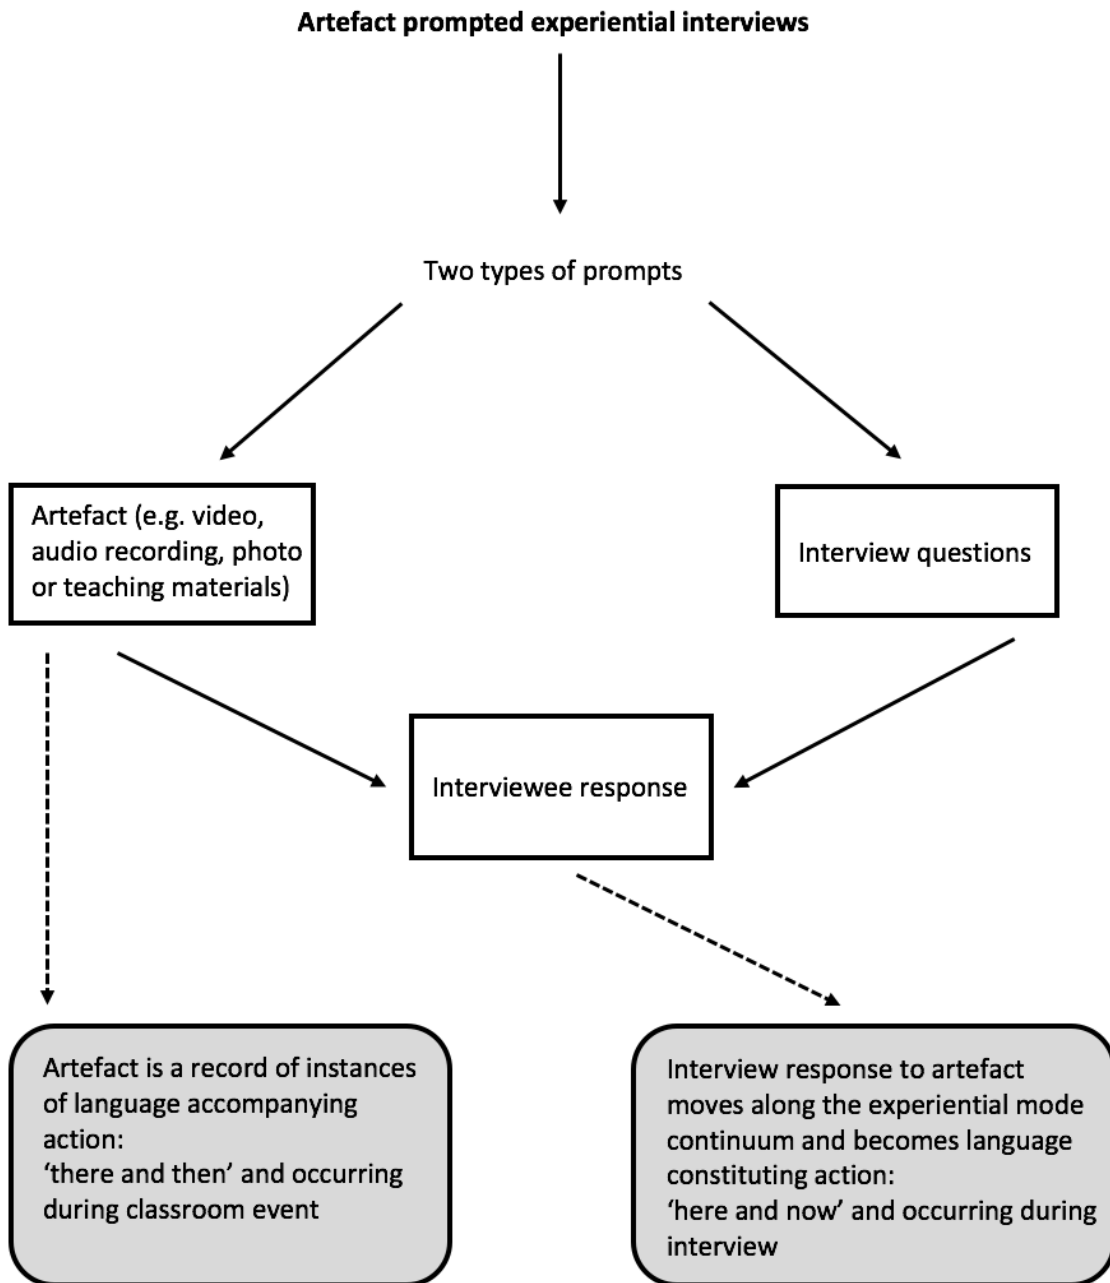 Artefact prompted experiential interviews
Two types of prompts
Artefact (e.g. video,
audio recording, photo
or teaching materials)
Interview questions
Interviewee response
Artefact is a record of instances
of language accompanying
action:
‘there and then’ and occurring
during classroom event
Interview response to artefact
moves along the experiential mode
continuum and becomes language
constituting action:
‘here and now’ and occurring during
interview